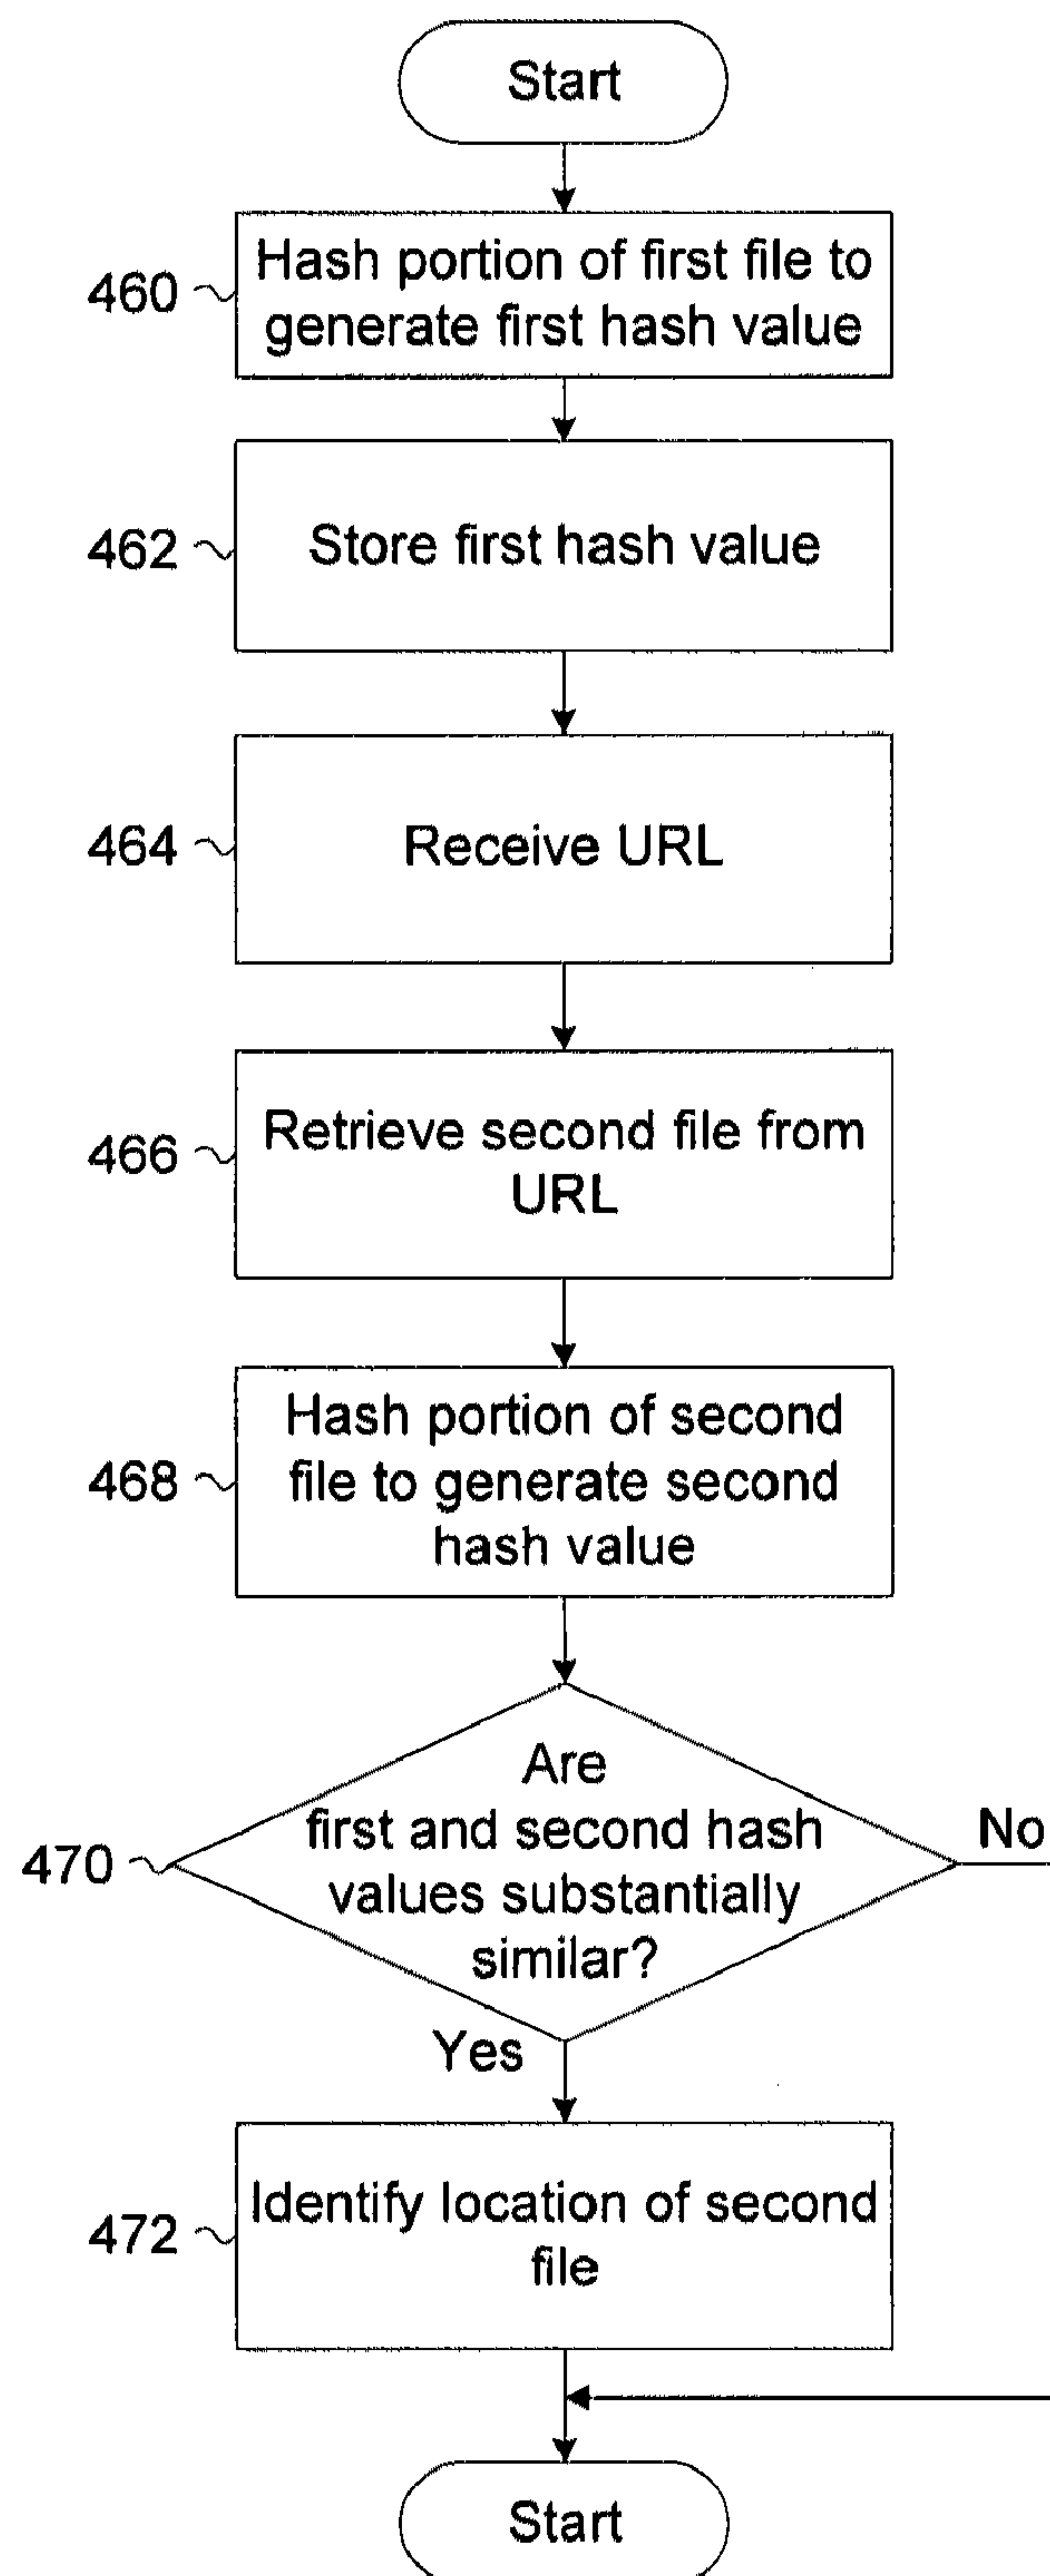 Start
460
Hash portion of first file to
generate first hash value
462
Store first hash value
464
Receive URL
466
Retrieve second file from
URL
468
Hash portion of second
file to generate second
hash value
470
Are
first and second hash
values substantially
similar?
No
Yes
472
Identify location of second
file
Start